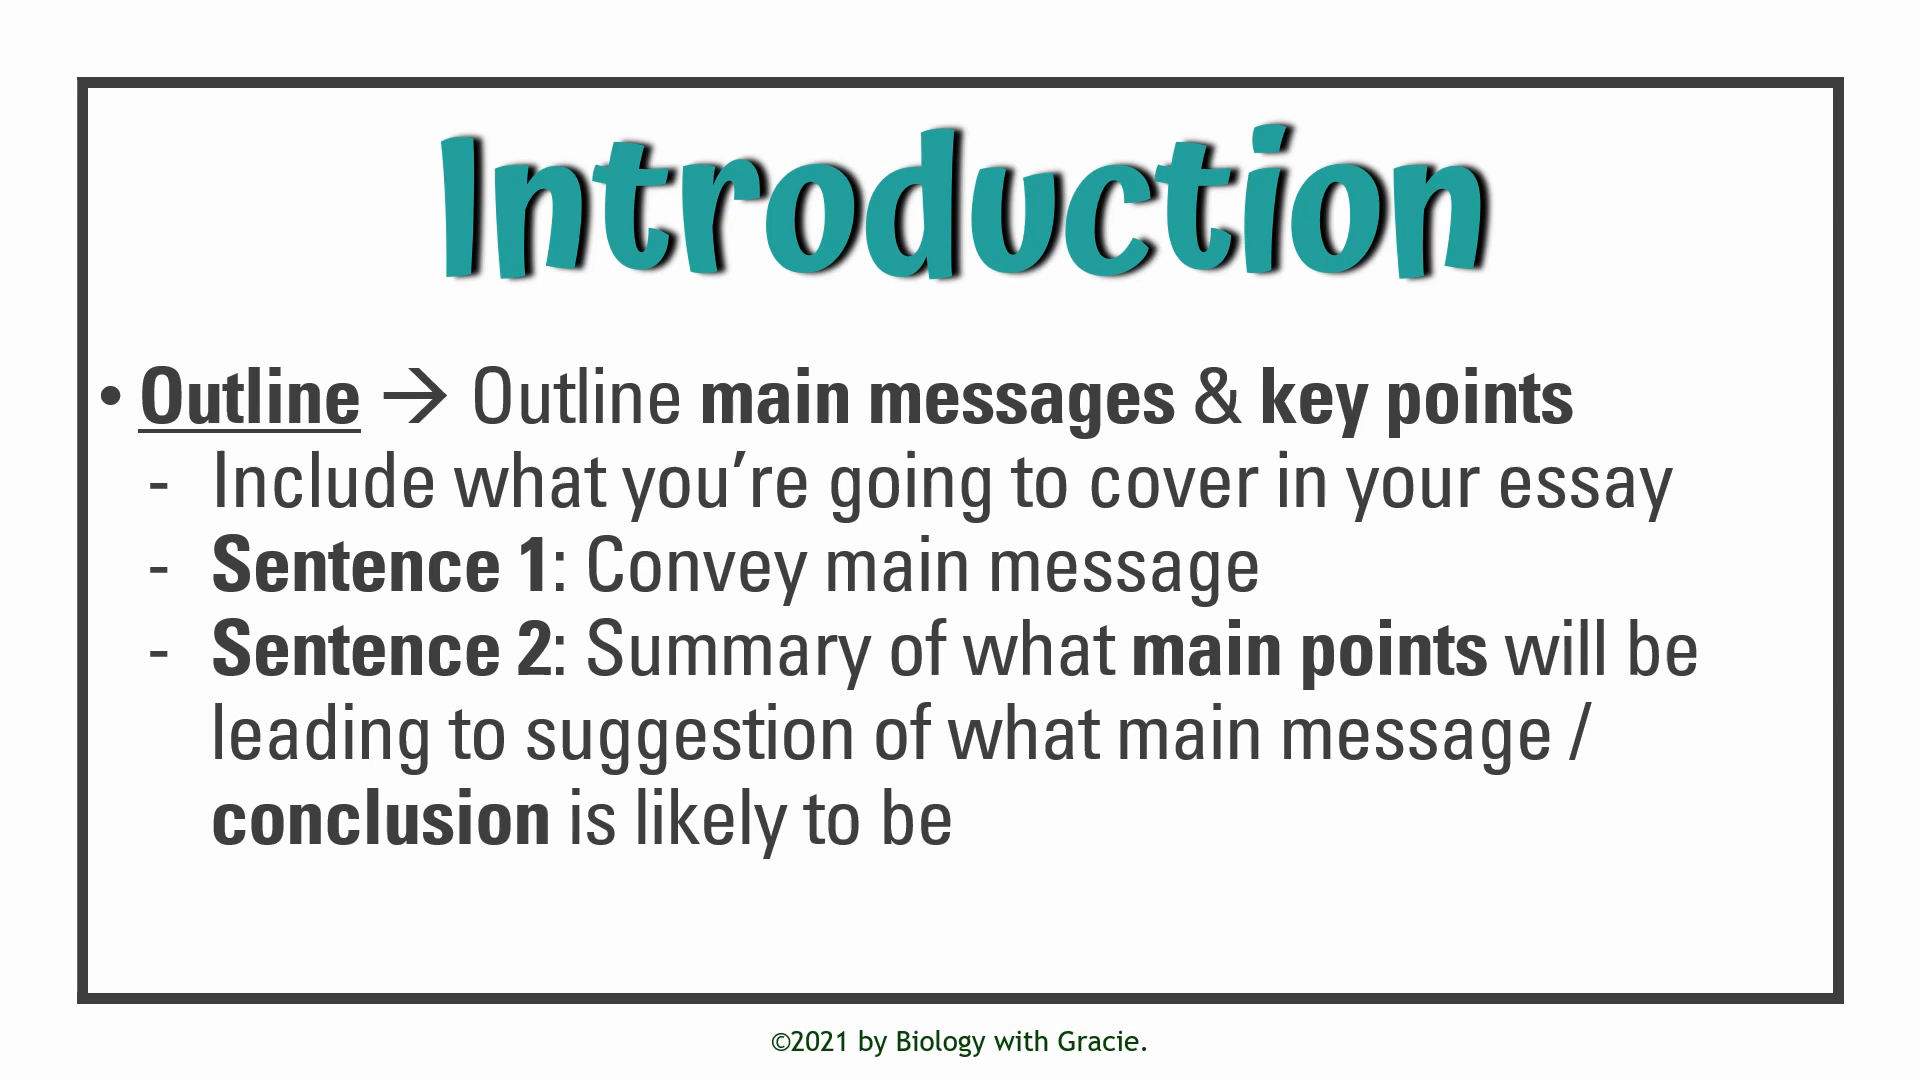 Introduction
• Outline → Outline main messages & key points
- Include what you’re going to cover in your essay
- Sentence 1: Convey main message
- Sentence 2: Summary of what main points will be
leading to suggestion of what main message /
conclusion is likely to be
©2021 by Biology with Gracie.